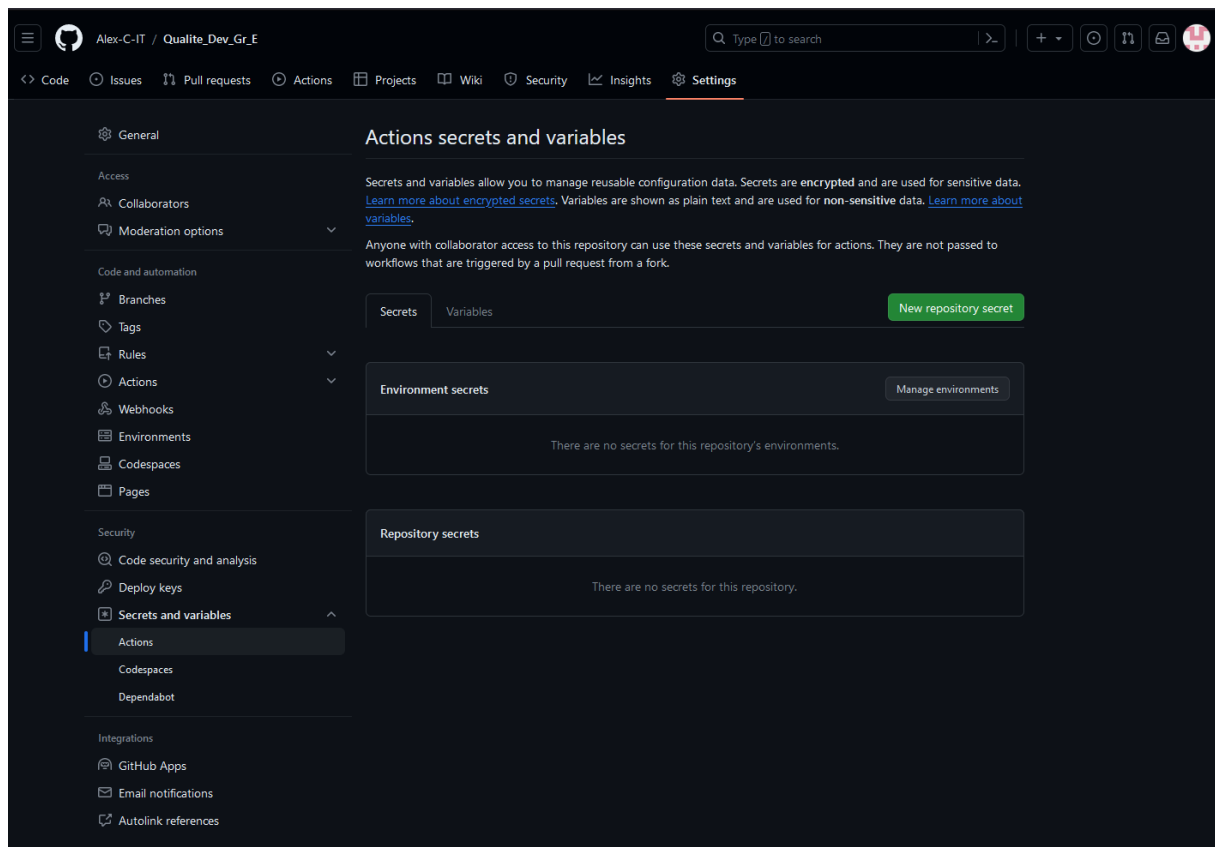 Alex-C-IT / Qualite_Dev_Gr_E
Type / to search
Code Issues Pull requests Actions Projects Wiki Security Insights Settings
General
Access
Collaborators
Moderation options
Code and automation
Branches
Tags
Rules
Actions
Webhooks
Environments
Codespaces
Pages
Security
Code security and analysis
Deploy keys
Secrets and variables
Actions
Codespaces
Dependabot
Integrations
GitHub Apps
Email notifications
Autolink references
Actions secrets and variables
Secrets and variables allow you to manage reusable configuration data. Secrets are encrypted and are used for sensitive data.
Learn more about encrypted secrets. Variables are shown as plain text and are used for non-sensitive data. Learn more about
variables.
Anyone with collaborator access to this repository can use these secrets and variables for actions. They are not passed to
workflows that are triggered by a pull request from a fork.
Secrets Variables New repository secret
Environment secrets Manage environments
There are no secrets for this repository's environments.
Repository secrets
There are no secrets for this repository.